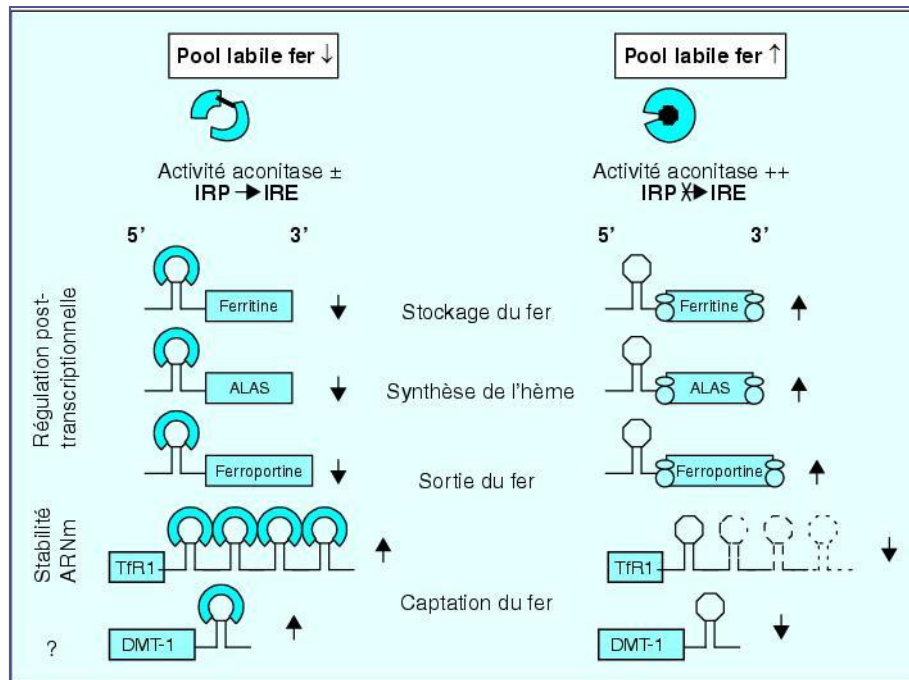 Pool labile fer ↓
Pool labile fer ↑
Activité aconitase ±
IRP → IRE
Activité aconitase ++
IRP ✗→ IRE
5’ 3’
5’ 3’
Régulation post-
transcriptionnelle
Ferritine
Stockage du fer
Ferritine
ALAS
Synthèse de l’hème
ALAS
Ferroportine
Sortie du fer
Ferroportine
Stabilité
ARNm
TfR1
TfR1
Captation du fer
?
DMT-1
DMT-1